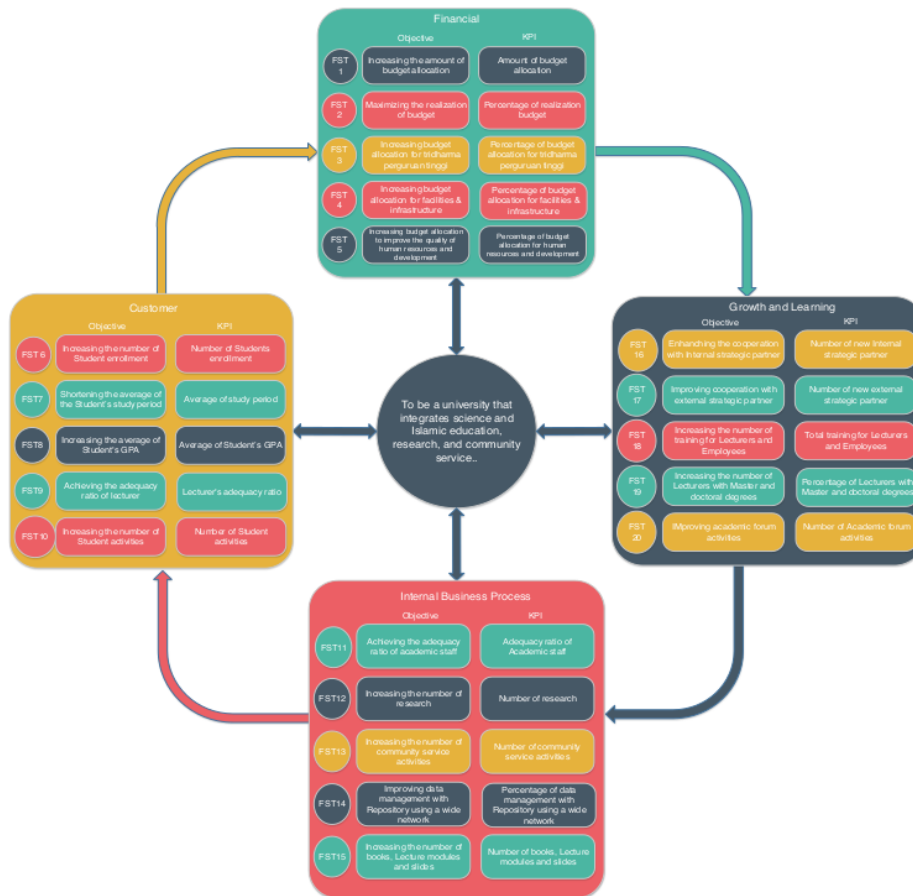 Financial
Objective KPI
FST
1
Increasing the amount of
budget allocation
Amount of budget
allocation
FST
2
Maximizing the realization
of budget
Percentage of realization
budget
FST
3
Increasing budget
allocation for tridharma
perguruan tinggi
Percentage of budget
allocation for tridharma
perguruan tinggi
FST
4
Increasing budget
allocation for facilities &
infrastructure
Percentage of budget
allocation for facilities &
infrastructure
FST
5
Increasing budget allocation
to improve the quality of
human resources and
development
Percentage of budget
allocation for human
resources and development
Customer
Objective KPI
FST 6
Increasing the number of
Student enrollment
Number of Students
enrollment
FST7
Shortening the average of
the Student's study period
Average of study period
FST8
Increasing the average of
Student's GPA
Average of Student's GPA
FST9
Achieving the adequacy
ratio of lecturer
Lecturer's adequacy ratio
FST10
Increasing the number of
Student activities
Number of Student
activities
To be a university that
integrates science and
Islamic education,
research, and community
service..
Growth and Learning
Objective KPI
FST
16
Enhanching the cooperation
with Internal strategic partner
Number of new Internal
strategic partner
FST
17
Improving cooperation with
external strategic partner
Number of new external
strategic partner
FST
18
Increasing the number of
training for Lecturers and
Employees
Total training for Lecturers
and Employees
FST
19
Increasing the number of
Lecturers with Master and
doctoral degrees
Percentage of Lecturers with
Master and doctoral degrees
FST
20
IMproving academic forum
activities
Number of Academic forum
activities
Internal Business Process
Objective KPI
FST11
Achieving the adequacy
ratio of academic staff
Adequacy ratio of
Academic staff
FST12
Increasing the number of
research
Number of research
FST13
Increasing the number of
community service
activities
Number of community
service activities
FST14
Improving data
management with
Repository using a wide
network
Percentage of data
management with
Repository using a wide
network
FST15
Increasing the number of
books, Lecture modules
and slides
Number of books, Lecture
modules and slides